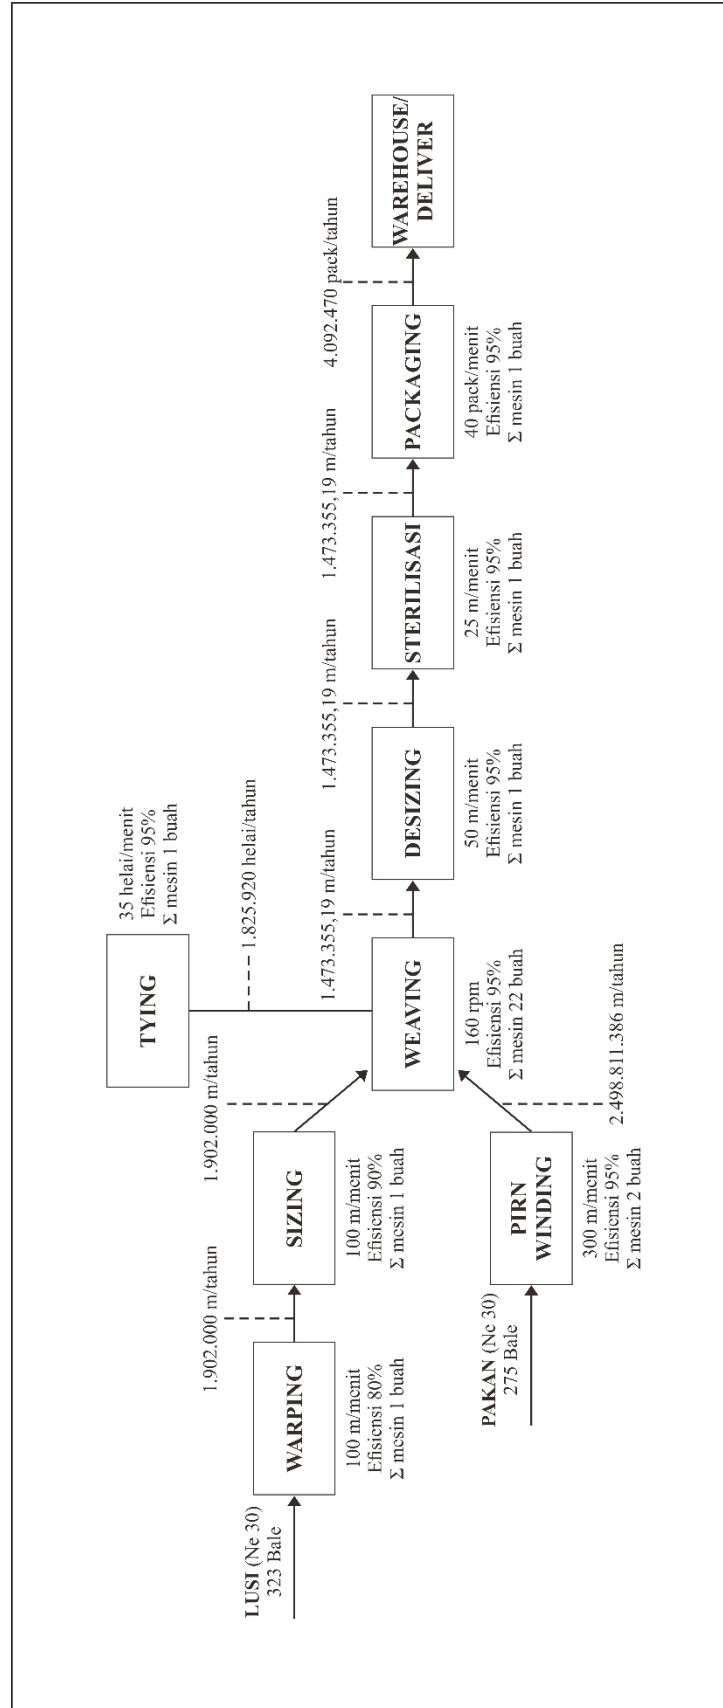 LUSI (Ne 30)
323 Bale
WARPING
100 m/menit
Efisiensi 80%
Σ mesin 1 buah
1.902.000 m/tahun
SIZING
100 m/menit
Efisiensi 90%
Σ mesin 1 buah
1.902.000 m/tahun
PAKAN (Ne 30)
275 Bale
PIRN
WINDING
300 m/menit
Efisiensi 95%
Σ mesin 2 buah
2.498.811.386 m/tahun
TYING
35 helai/menit
Efisiensi 95%
Σ mesin 1 buah
1.825.920 helai/tahun
WEAVING
160 rpm
Efisiensi 95%
Σ mesin 22 buah
1.473.355,19 m/tahun
DESIZING
50 m/menit
Efisiensi 95%
Σ mesin 1 buah
1.473.355,19 m/tahun
STERILISASI
25 m/menit
Efisiensi 95%
Σ mesin 1 buah
1.473.355,19 m/tahun
PACKAGING
40 pack/menit
Efisiensi 95%
Σ mesin 1 buah
4.092.470 pack/tahun
WAREHOUSE/
DELIVER